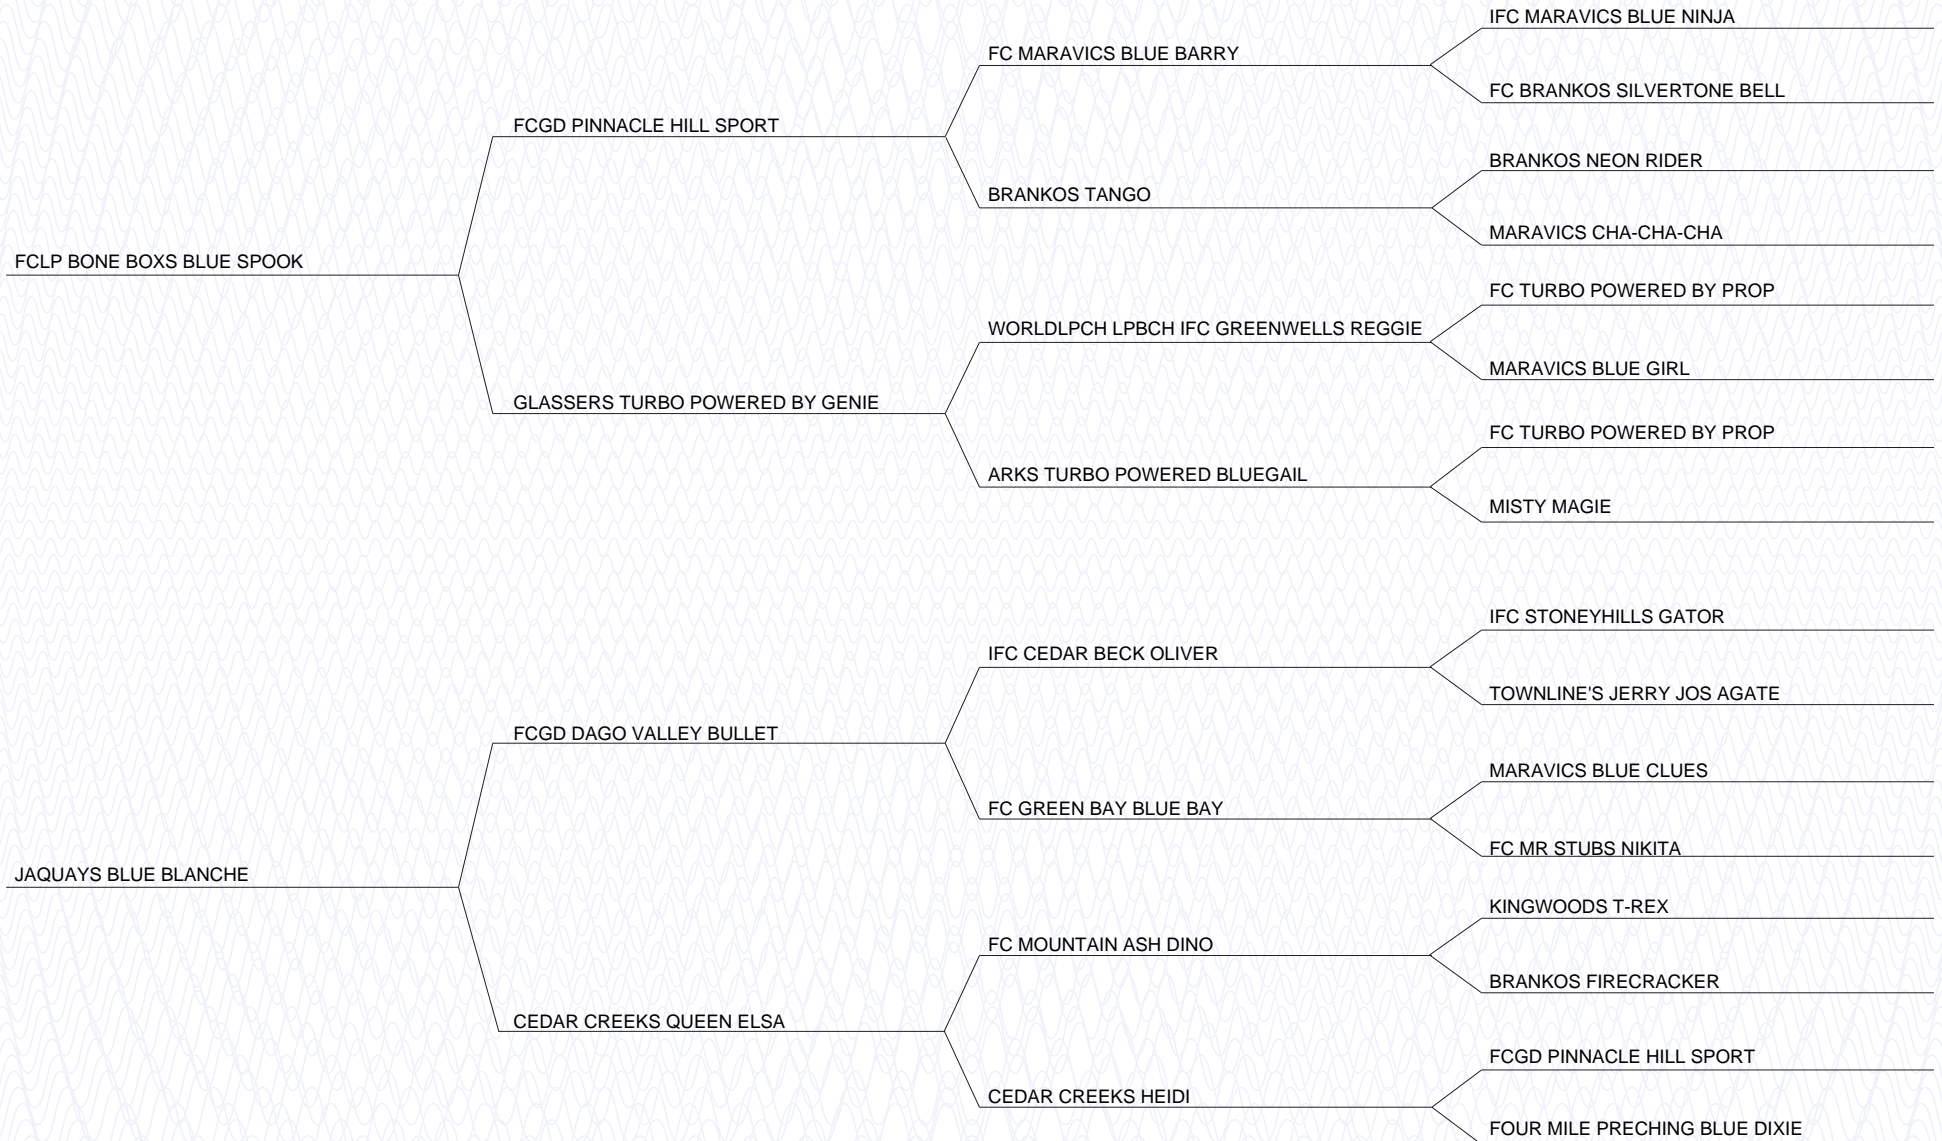 IFC MARAVICS BLUE NINJA
FC MARAVICS BLUE BARRY
FC BRANKOS SILVERTONE BELL
FCGD PINNACLE HILL SPORT
BRANKOS NEON RIDER
BRANKOS TANGO
MARAVICS CHA-CHA-CHA
FCLP BONE BOXS BLUE SPOOK
FC TURBO POWERED BY PROP
WORLDLPCH LPBCH IFC GREENWELLS REGGIE
MARAVICS BLUE GIRL
GLASSERS TURBO POWERED BY GENIE
FC TURBO POWERED BY PROP
ARKS TURBO POWERED BLUEGAIL
MISTY MAGIE
IFC STONEYHILLS GATOR
IFC CEDAR BECK OLIVER
TOWNLINE'S JERRY JOS AGATE
FCGD DAGO VALLEY BULLET
MARAVICS BLUE CLUES
FC GREEN BAY BLUE BAY
FC MR STUBS NIKITA
JAQUAYS BLUE BLANCHE
KINGWOODS T-REX
FC MOUNTAIN ASH DINO
BRANKOS FIRECRACKER
CEDAR CREEKS QUEEN ELSA
FCGD PINNACLE HILL SPORT
CEDAR CREEKS HEIDI
FOUR MILE PRECHING BLUE DIXIE